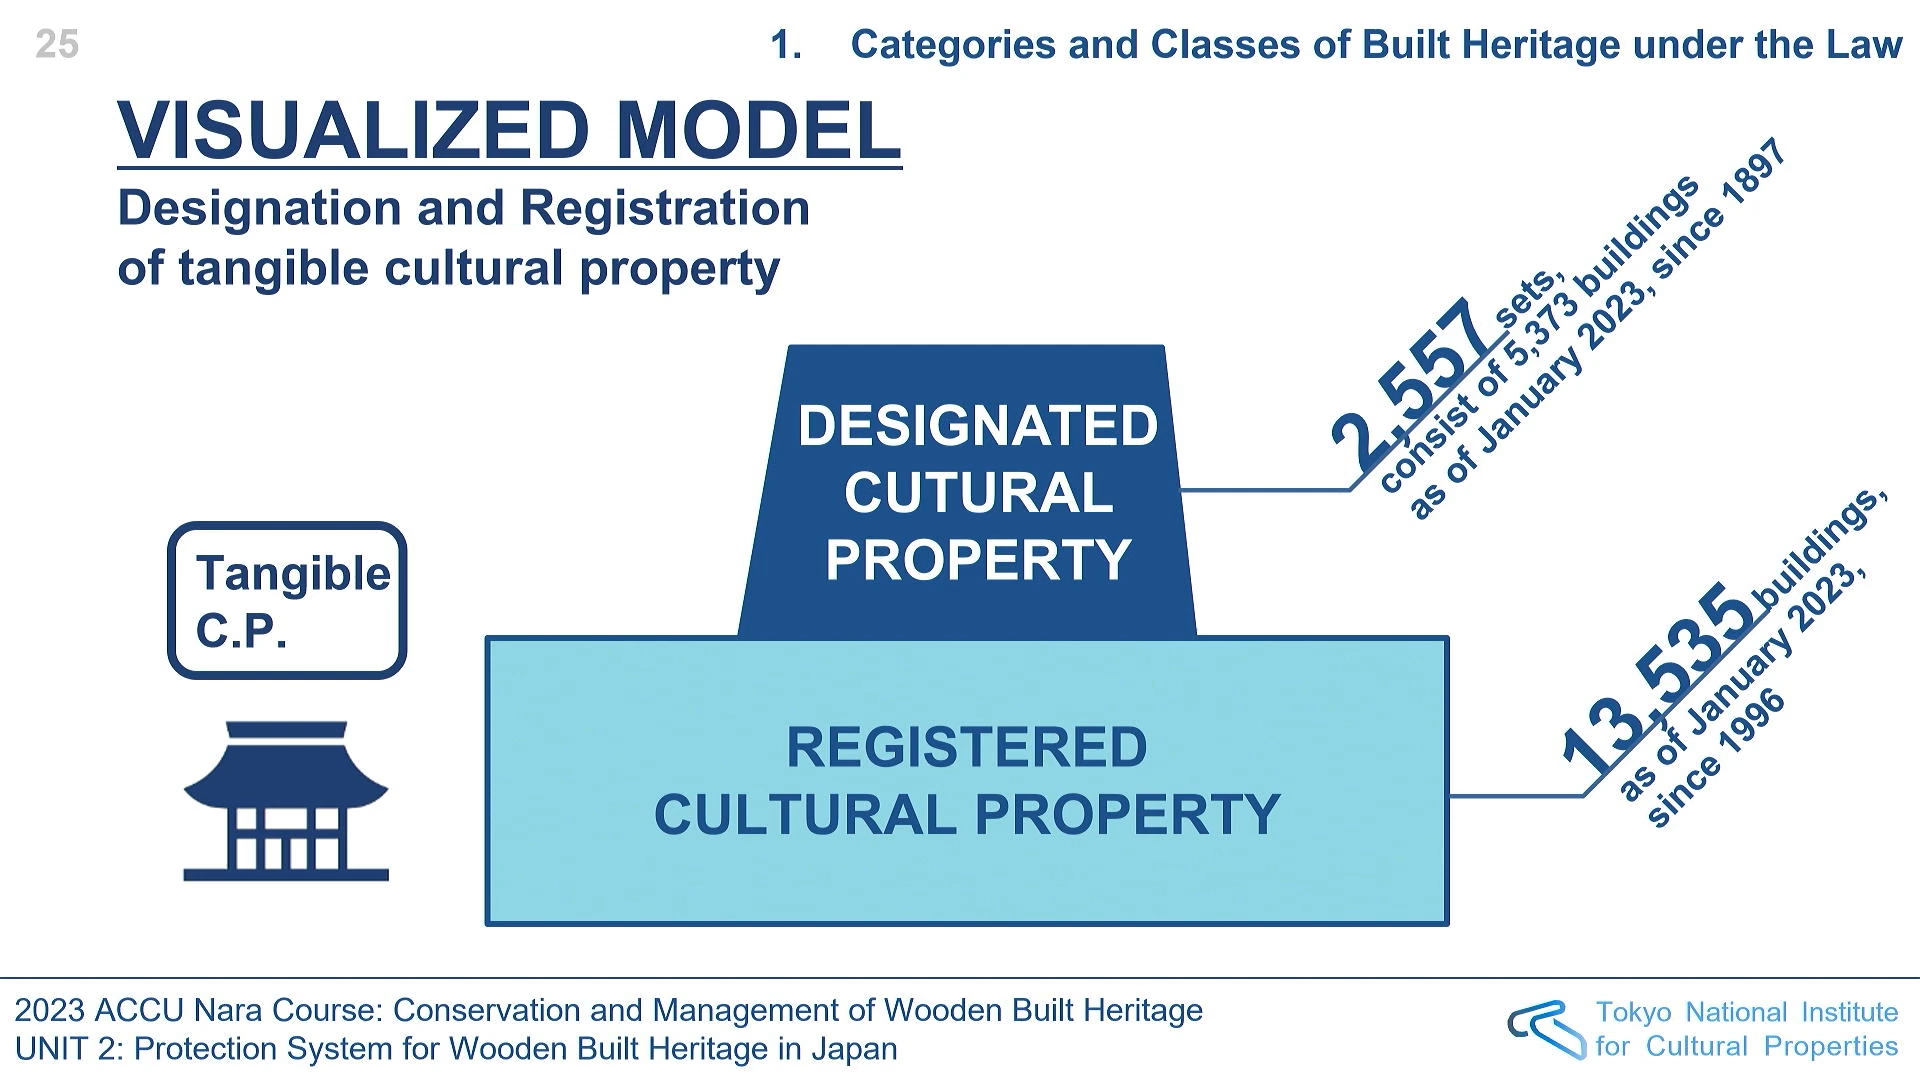 25
1. Categories and Classes of Built Heritage under the Law
VISUALIZED MODEL
Designation and Registration
of tangible cultural property
2,557 sets,
consist of 5,373 buildings
as of January 2023, since 1897
DESIGNATED
CUTURAL
PROPERTY
Tangible
C.P.
13,535 buildings,
as of January 2023,
since 1996
REGISTERED
CULTURAL PROPERTY
2023 ACCU Nara Course: Conservation and Management of Wooden Built Heritage
UNIT 2: Protection System for Wooden Built Heritage in Japan
Tokyo National Institute
for Cultural Properties